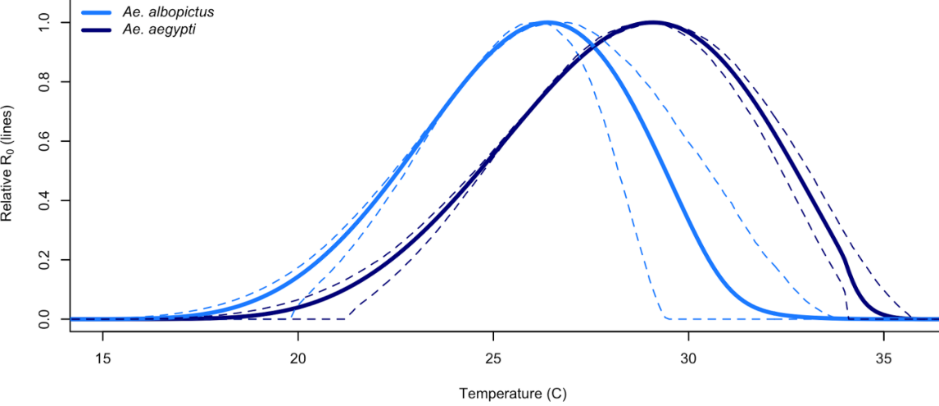 Ae. albopictus
Ae. aegypti
Relative R0 (lines)
1.0
0.8
0.6
0.4
0.2
0.0
15 20 25 30 35
Temperature (C)